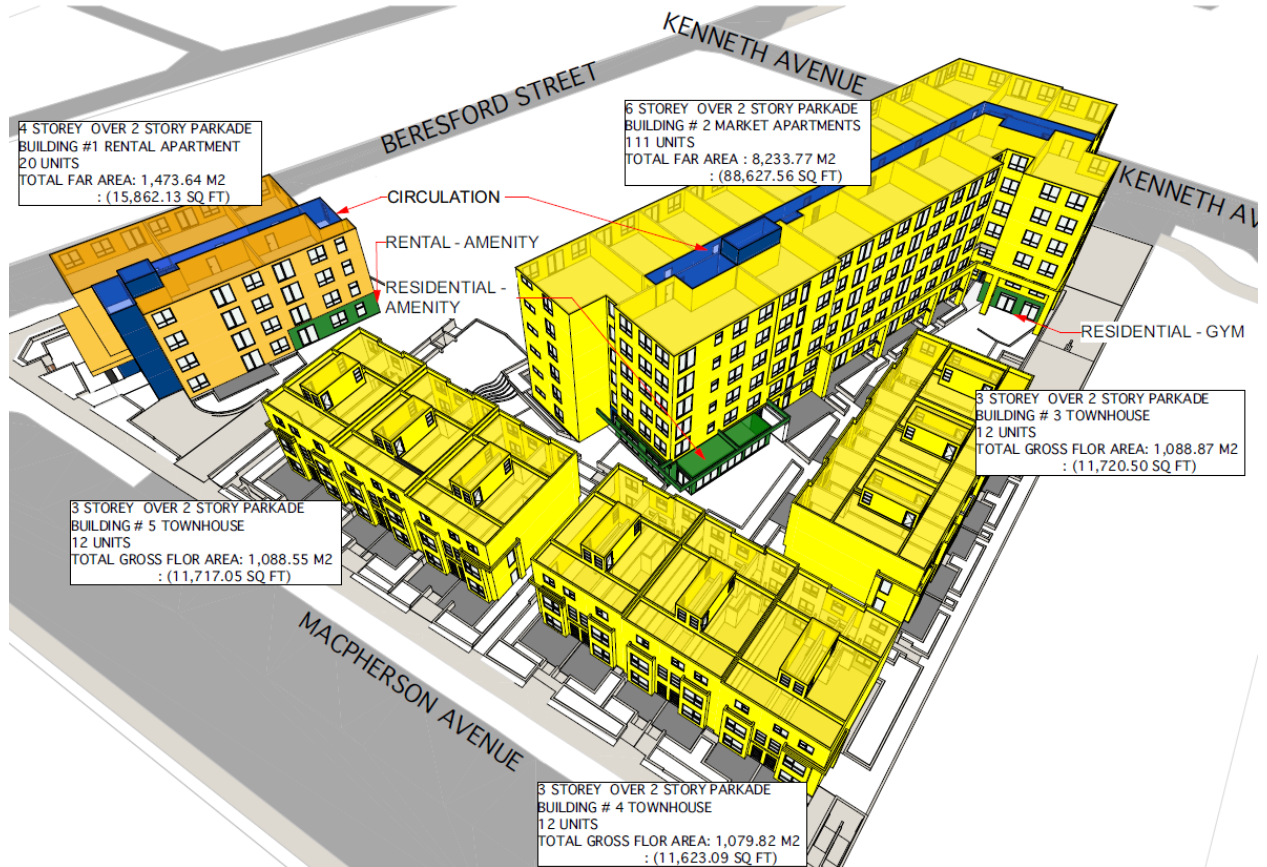 KENNETH AVENUE
BERESFORD STREET
4 STOREY OVER 2 STORY PARKADE
BUILDING #1 RENTAL APARTMENT
20 UNITS
TOTAL FAR AREA: 1,473.64 M2
: (15,862.13 SQ FT)
6 STOREY OVER 2 STORY PARKADE
BUILDING # 2 MARKET APARTMENTS
111 UNITS
TOTAL FAR AREA : 8,233.77 M2
: (88,627.56 SQ FT)
KENNETH AV
CIRCULATION
RENTAL - AMENITY
RESIDENTIAL -
AMENITY
RESIDENTIAL - GYM
3 STOREY OVER 2 STORY PARKADE
BUILDING # 3 TOWNHOUSE
12 UNITS
TOTAL GROSS FLOR AREA: 1,088.87 M2
: (11,720.50 SQ FT)
3 STOREY OVER 2 STORY PARKADE
BUILDING # 5 TOWNHOUSE
12 UNITS
TOTAL GROSS FLOR AREA: 1,088.55 M2
: (11,717.05 SQ FT)
MACPHERSON AVENUE
3 STOREY OVER 2 STORY PARKADE
BUILDING # 4 TOWNHOUSE
12 UNITS
TOTAL GROSS FLOR AREA: 1,079.82 M2
: (11,623.09 SQ FT)